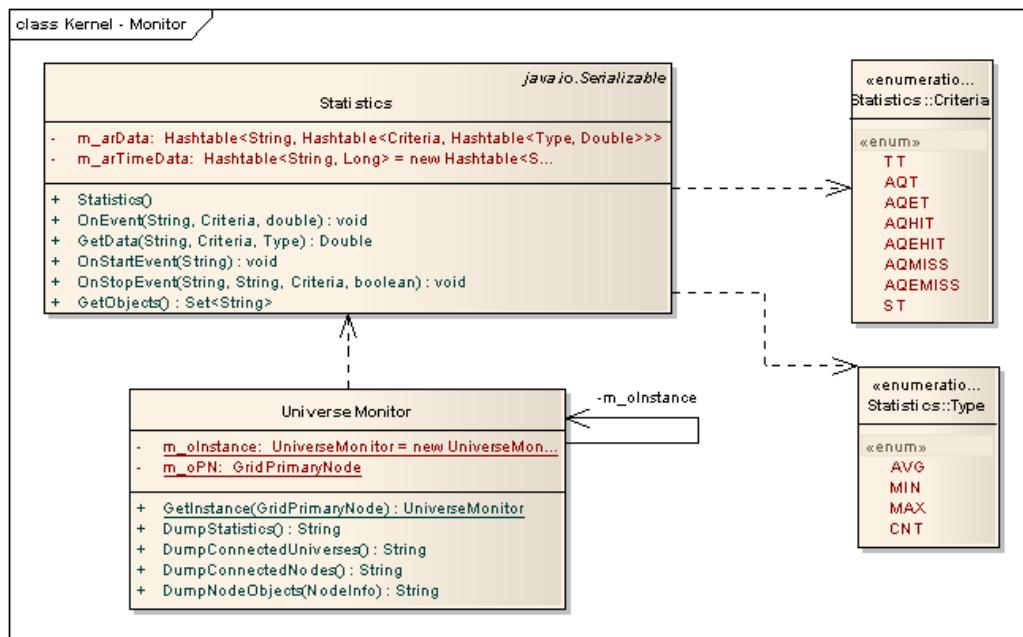 class Kernel - Monitor
java.io.Serializable
Statistics
- m_arData: Hashtable<String, Hashtable<Criteria, Hashtable<Type, Double>>>
- m_arTimeData: Hashtable<String, Long> = new Hashtable<S...
+ Statistics()
+ OnEvent(String, Criteria, double) : void
+ GetData(String, Criteria, Type) : Double
+ OnStartEvent(String) : void
+ OnStopEvent(String, String, Criteria, boolean) : void
+ GetObjects() : Set<String>
«enumeratio...
Statistics::Criteria
«enum»
TT
AQT
AQET
AQHIT
AQEHIT
AQMISS
AQEMISS
ST
UniverseMonitor
- m_oInstance: UniverseMonitor = new UniverseMon...
- m_oPN: GridPrimaryNode
+ GetInstance(GridPrimaryNode) : UniverseMonitor
+ DumpStatistics() : String
+ DumpConnectedUniverses() : String
+ DumpConnectedNodes() : String
+ DumpNodeObjects(NodeInfo) : String
-m_oInstance
«enumeratio...
Statistics::Type
«enum»
AVG
MIN
MAX
CNT